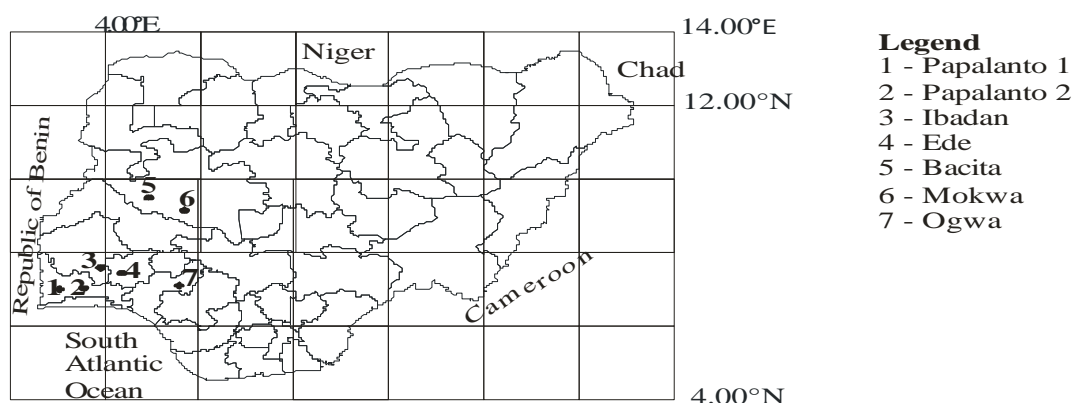 4.00°E
14.00°E
Niger
Chad
12.00°N
Republic of Benin
5
6
3
4
1 2
7
Cameroon
South
Atlantic
Ocean
4.00°N
Legend
1 - Papalanto 1
2 - Papalanto 2
3 - Ibadan
4 - Ede
5 - Bacita
6 - Mokwa
7 - Ogwa